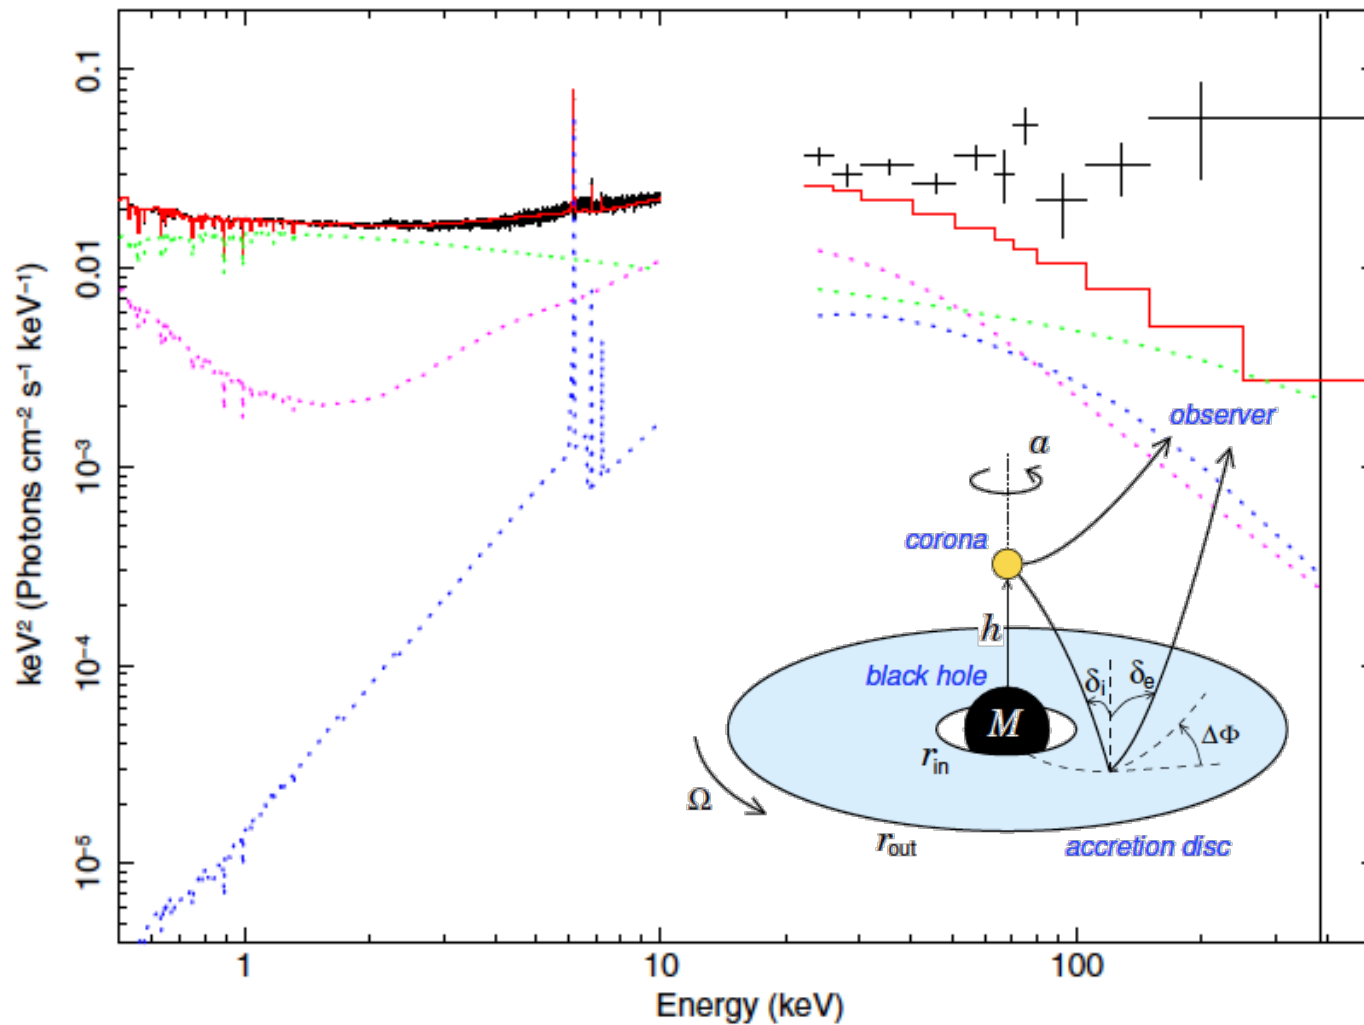 keV² (Photons cm⁻² s⁻¹ keV⁻¹)
0.1
0.01
10⁻³
10⁻⁴
10⁻⁵
observer
a
corona
h
black hole
δi
δe
M
ΔΦ
rin
Ω
rout
accretion disc
1
10
100
Energy (keV)